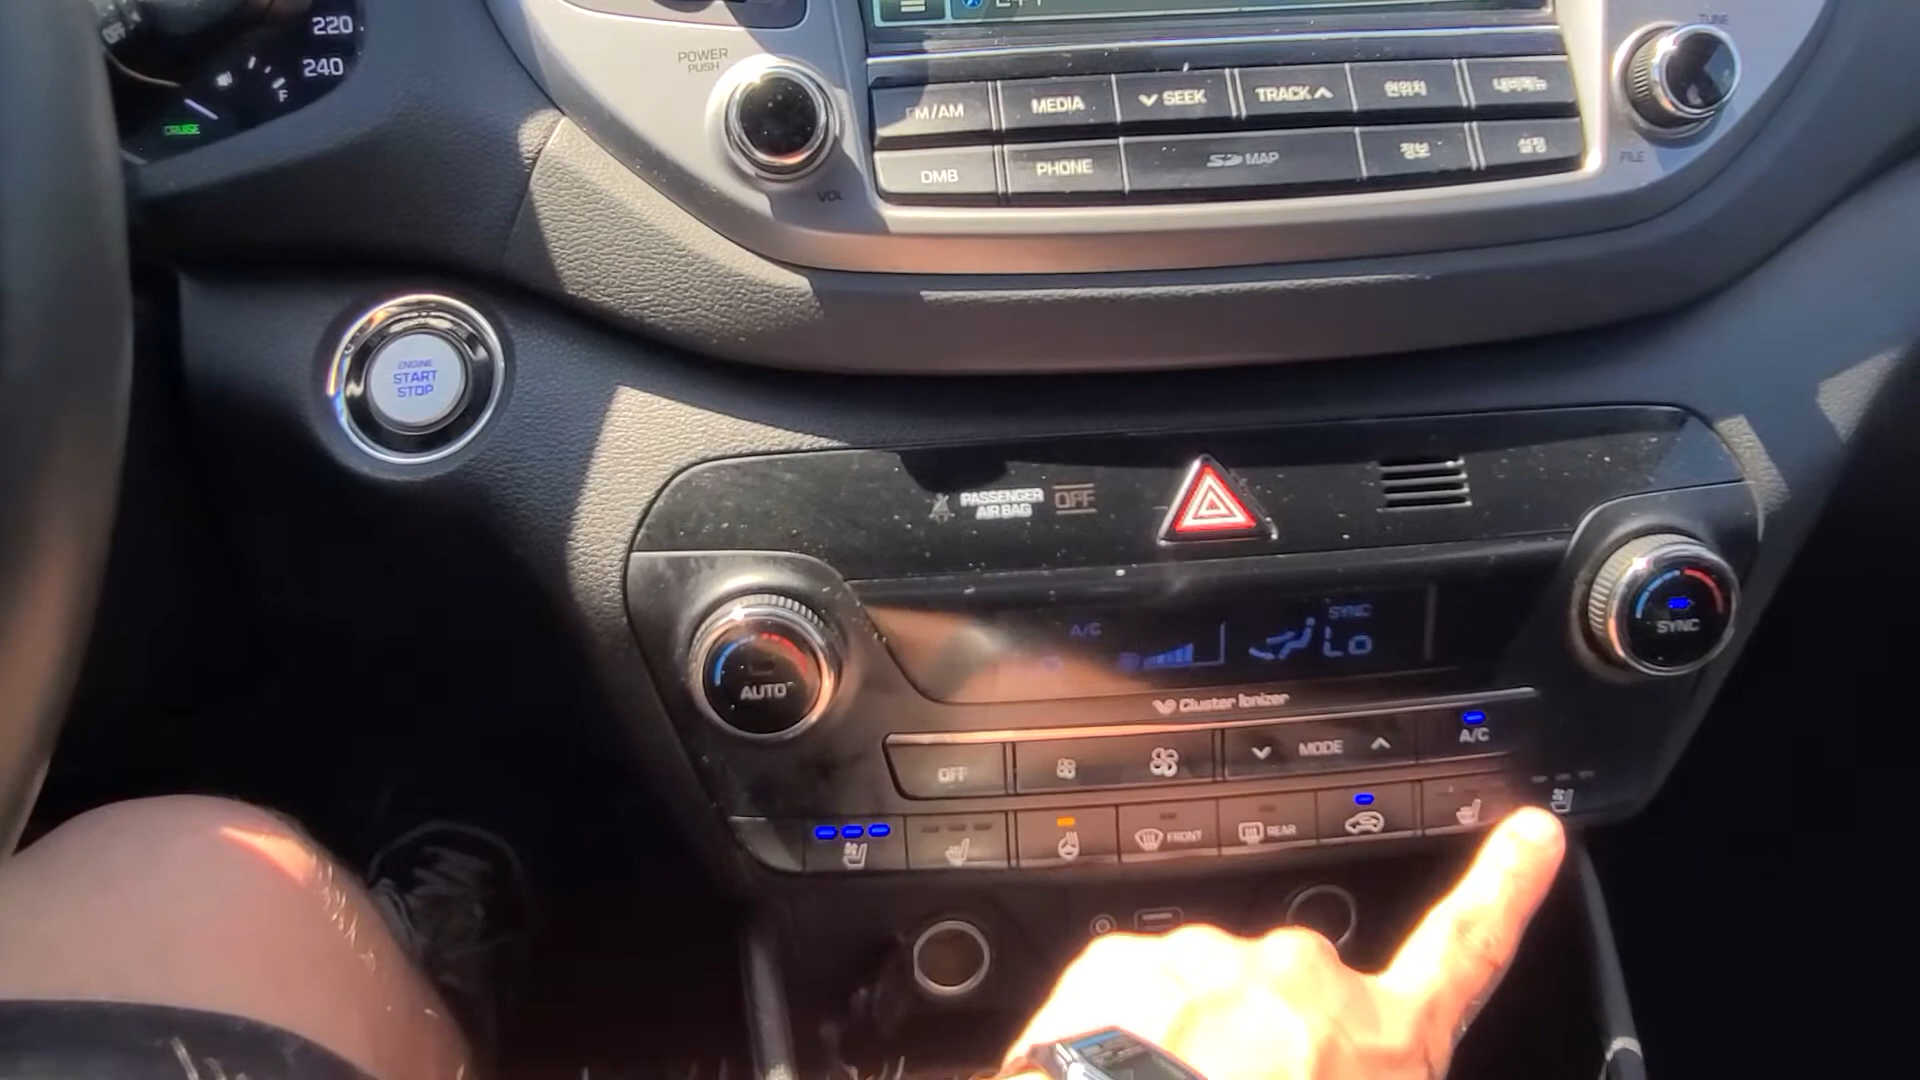 220
240
F
CRUISE
POWER
PUSH
VOL
TUNE
FILE
FM/AM
MEDIA
SEEK
TRACK
현위치
내비메뉴
DMB
PHONE
SD MAP
정보
설정
ENGINE
START
STOP
PASSENGER
AIR BAG
OFF
SYNC
A/C
Lo
AUTO
SYNC
Cluster Ionizer
OFF
MODE
A/C
FRONT
REAR